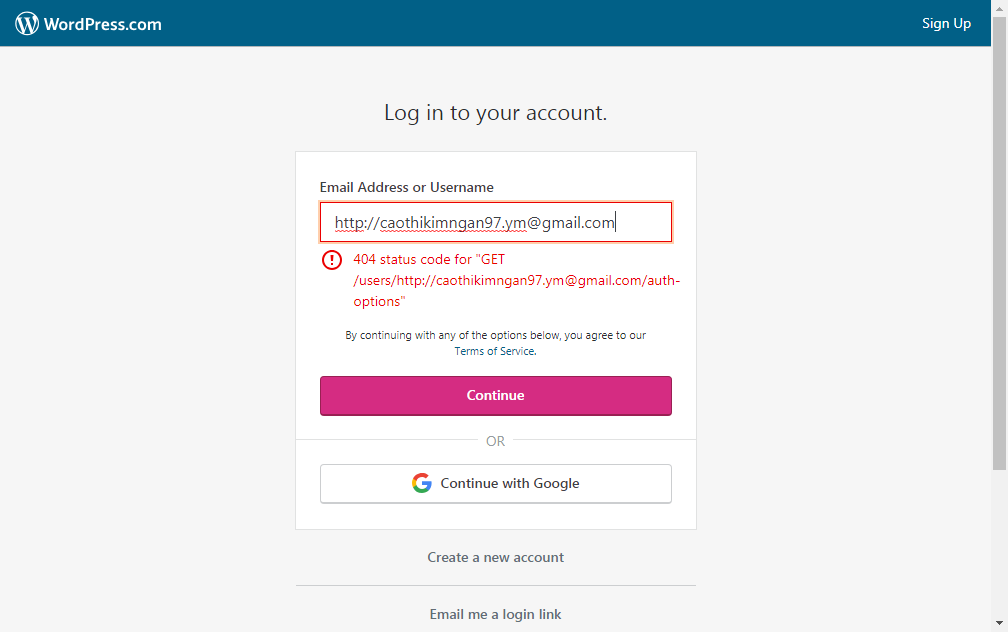 WordPress.com
Sign Up
Log in to your account.
Email Address or Username
http://caothikimngan97.ym@gmail.com
404 status code for "GET
/users/http://caothikimngan97.ym@gmail.com/auth-
options"
By continuing with any of the options below, you agree to our
Terms of Service.
Continue
OR
Continue with Google
Create a new account
Email me a login link